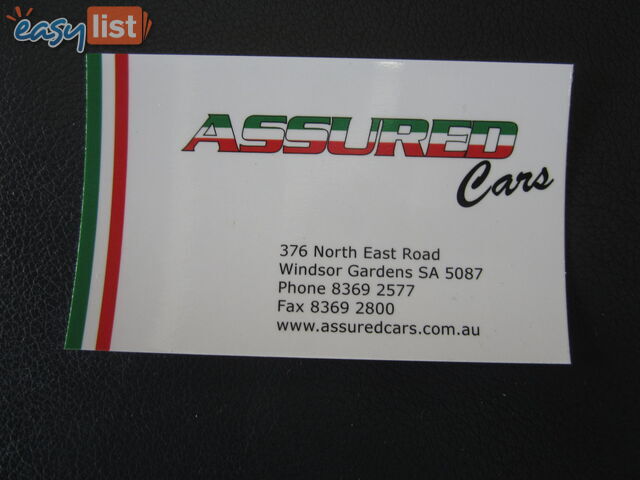 easylist
ASSURED
Cars
376 North East Road
Windsor Gardens SA 5087
Phone 8369 2577
Fax 8369 2800
www.assuredcars.com.au